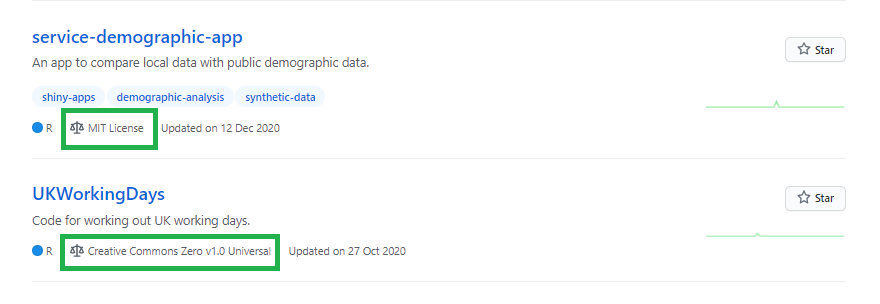 service-demographic-app
Star
An app to compare local data with public demographic data.
shiny-apps demographic-analysis synthetic-data
R MIT License Updated on 12 Dec 2020
UKWorkingDays
Star
Code for working out UK working days.
R Creative Commons Zero v1.0 Universal Updated on 27 Oct 2020